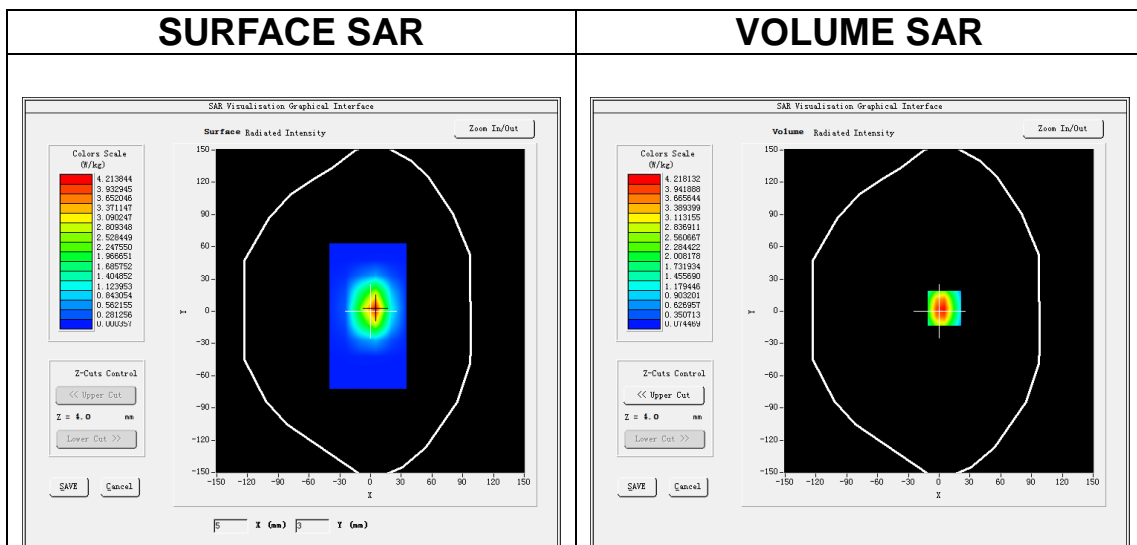 SURFACE SAR
VOLUME SAR
SAR Visualisation Graphical Interface
Surface Radiated Intensity
Zoom In/Out
Colors Scale
(W/kg)
4.213844
3.932945
3.652046
3.371147
3.090247
2.809348
2.528449
2.247550
1.966651
1.685752
1.404852
1.123953
0.843054
0.562155
0.281256
0.000357
150
120
90
60
30
0
-30
-60
-90
-120
-150
Y
-150 -120 -90 -60 -30 0 30 60 90 120 150
X
Z-Cuts Control
<< Upper Cut
Z = 4.0 mm
Lower Cut >>
SAVE Cancel
5 X (mm) 3 Y (mm)
SAR Visualisation Graphical Interface
Volume Radiated Intensity
Zoom In/Out
Colors Scale
(W/kg)
4.218132
3.941888
3.665644
3.389399
3.113155
2.836911
2.560667
2.284422
2.008178
1.731934
1.455690
1.179446
0.903201
0.626957
0.350713
0.074469
150
120
90
60
30
0
-30
-60
-90
-120
-150
Y
-150 -120 -90 -60 -30 0 30 60 90 120 150
X
Z-Cuts Control
<< Upper Cut
Z = 4.0 mm
Lower Cut >>
SAVE Cancel